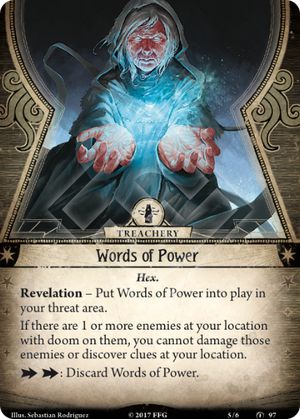 TREACHERY
Words of Power
Hex.
Revelation – Put Words of Power into play in
your threat area.
If there are 1 or more enemies at your location
with doom on them, you cannot damage those
enemies or discover clues at your location.
: Discard Words of Power.
Illus. Sebastian Rodriguez © 2017 FFG 5/6 97